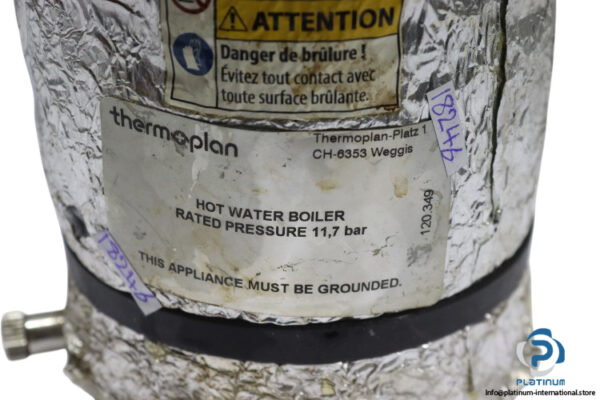 ATTENTION
Danger de brûlure !
Évitez tout contact avec
toute surface brûlante.
thermoplan
Thermoplan-Platz 1
CH-6353 Weggis
18246
HOT WATER BOILER
RATED PRESSURE 11,7 bar
120.349
THIS APPLIANCE MUST BE GROUNDED.
18246
PLATINUM
info@platinum-international.store